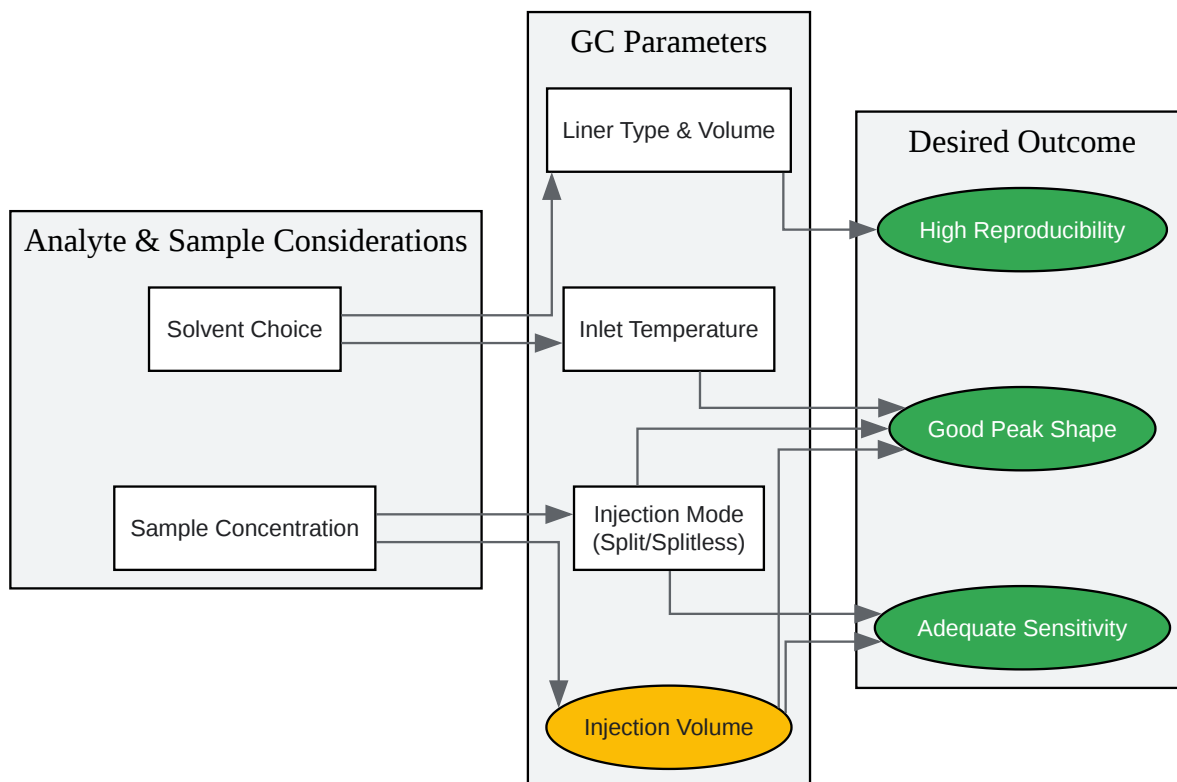 Analyte & Sample Considerations
Solvent Choice
Sample Concentration
GC Parameters
Liner Type & Volume
Inlet Temperature
Injection Mode
(Split/Splitless)
Injection Volume
Desired Outcome
High Reproducibility
Good Peak Shape
Adequate Sensitivity